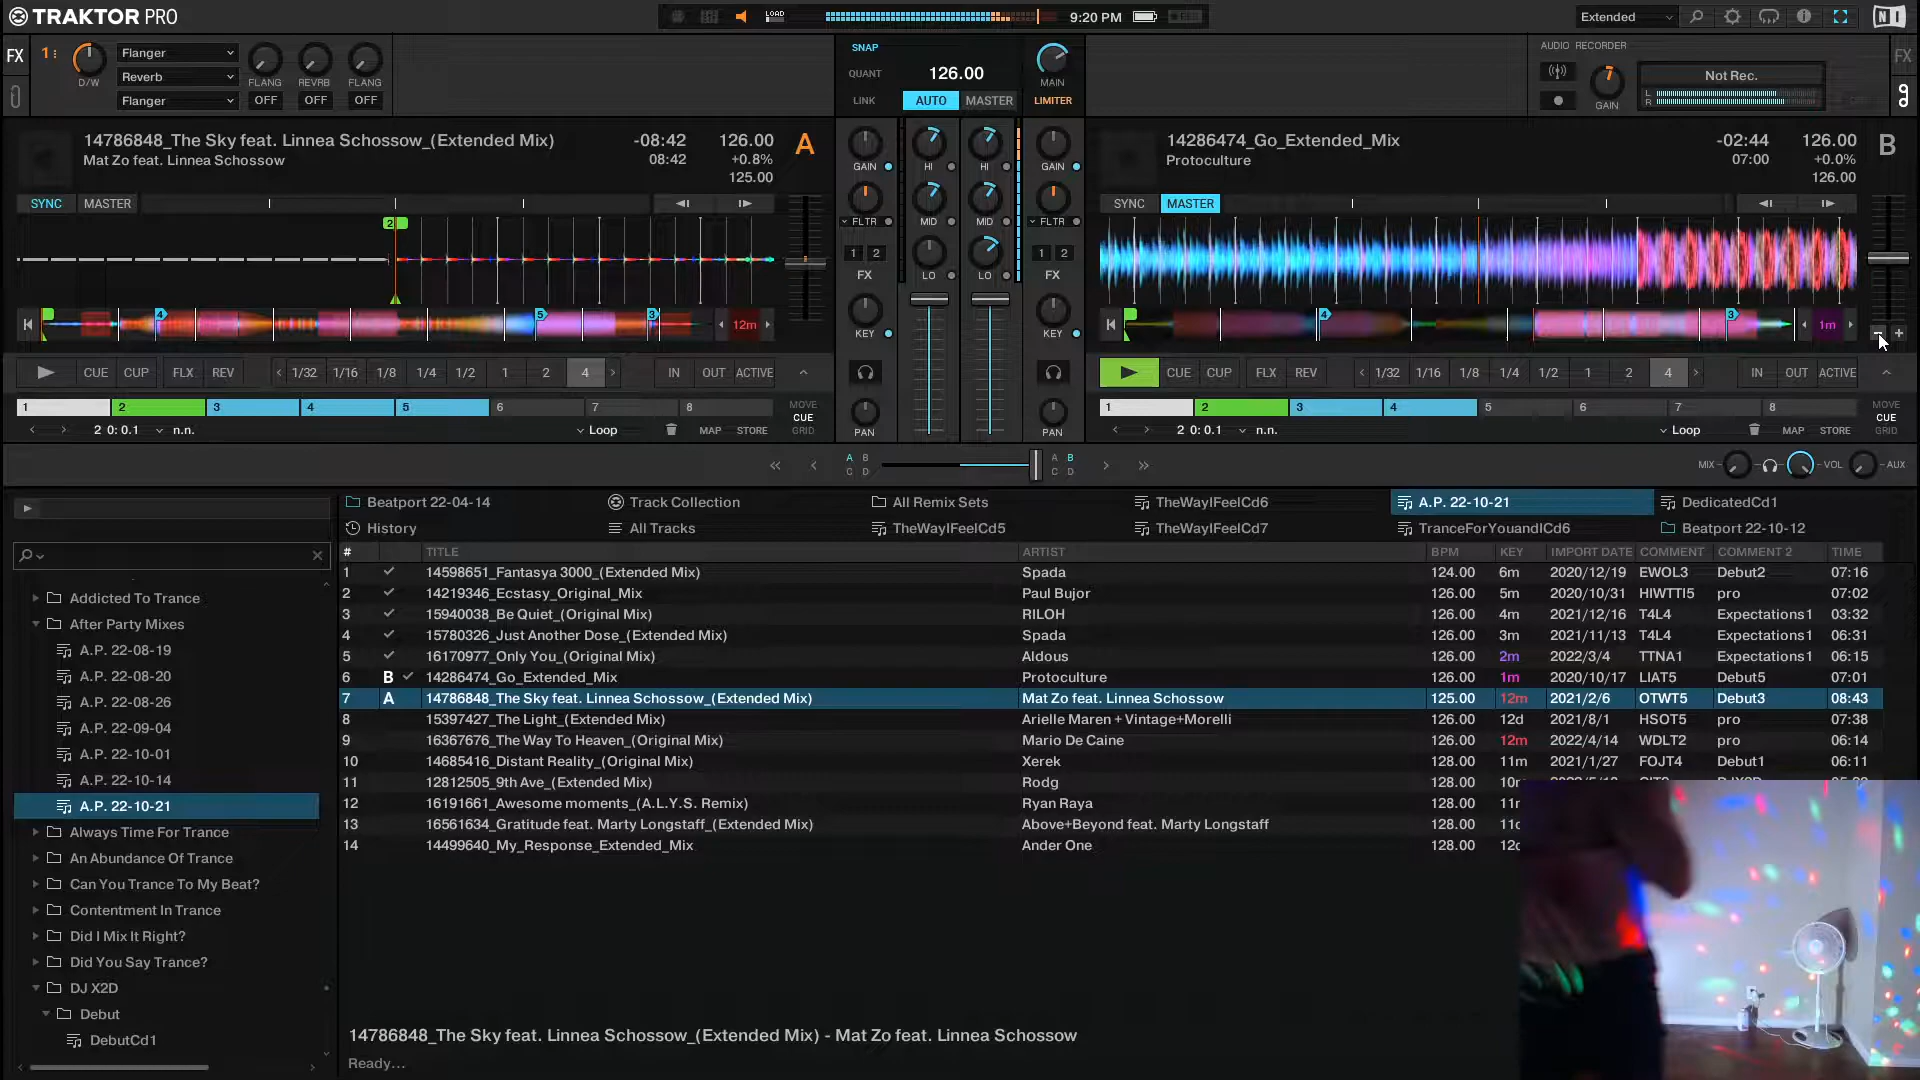 TRAKTOR PRO
LOAD
9:20 PM
Extended
FX
1
D/W
Flanger
Reverb
Flanger
FLANG
REVRB
FLANG
OFF
OFF
OFF
SNAP
QUANT
126.00
LINK
AUTO
MASTER
MAIN
LIMITER
AUDIO RECORDER
GAIN
Not Rec.
L
R
FX
14786848_The Sky feat. Linnea Schossow_(Extended Mix)
Mat Zo feat. Linnea Schossow
-08:42
08:42
126.00
+0.8%
125.00
A
SYNC
MASTER
2
4
5
3
12m
CUE
CUP
FLX
REV
1/32
1/16
1/8
1/4
1/2
1
2
4
IN
OUT
ACTIVE
1
2
3
4
5
6
7
8
MOVE
CUE
GRID
2 0: 0.1
n.n.
Loop
MAP
STORE
GAIN
HI
HI
GAIN
FLTR
MID
MID
FLTR
1
2
LO
LO
1
2
FX
FX
KEY
KEY
PAN
PAN
14286474_Go_Extended_Mix
Protoculture
-02:44
07:00
126.00
+0.0%
126.00
B
SYNC
MASTER
4
3
1m
CUE
CUP
FLX
REV
1/32
1/16
1/8
1/4
1/2
1
2
4
IN
OUT
ACTIVE
1
2
3
4
5
6
7
8
MOVE
CUE
GRID
2 0: 0.1
n.n.
Loop
MAP
STORE
A B
C D
A B
C D
MIX
VOL
AUX
Beatport 22-04-14
Track Collection
All Remix Sets
TheWayIFeelCd6
A.P. 22-10-21
DedicatedCd1
History
All Tracks
TheWayIFeelCd5
TheWayIFeelCd7
TranceForYouandICd6
Beatport 22-10-12
Addicted To Trance
After Party Mixes
A.P. 22-08-19
A.P. 22-08-20
A.P. 22-08-26
A.P. 22-09-04
A.P. 22-10-01
A.P. 22-10-14
A.P. 22-10-21
Always Time For Trance
An Abundance Of Trance
Can You Trance To My Beat?
Contentment In Trance
Did I Mix It Right?
Did You Say Trance?
DJ X2D
Debut
DebutCd1
# TITLE ARTIST BPM KEY IMPORT DATE COMMENT COMMENT 2 TIME
1 14598651_Fantasya 3000_(Extended Mix) Spada 124.00 6m 2020/12/19 EWOL3 Debut2 07:16
2 14219346_Ecstasy_Original_Mix Paul Bujor 126.00 5m 2020/10/31 HIWTTI5 pro 07:02
3 15940038_Be Quiet_(Original Mix) RILOH 126.00 4m 2021/12/16 T4L4 Expectations1 03:32
4 15780326_Just Another Dose_(Extended Mix) Spada 126.00 3m 2021/11/13 T4L4 Expectations1 06:31
5 16170977_Only You_(Original Mix) Aldous 126.00 2m 2022/3/4 TTNA1 Expectations1 06:15
6 B 14286474_Go_Extended_Mix Protoculture 126.00 1m 2020/10/17 LIAT5 Debut5 07:01
7 A 14786848_The Sky feat. Linnea Schossow_(Extended Mix) Mat Zo feat. Linnea Schossow 125.00 12m 2021/2/6 OTWT5 Debut3 08:43
8 15397427_The Light_(Extended Mix) Arielle Maren + Vintage+Morelli 126.00 12d 2021/8/1 HSOT5 pro 07:38
9 16367676_The Way To Heaven_(Original Mix) Mario De Caine 126.00 12m 2022/4/14 WDLT2 pro 06:14
10 14685416_Distant Reality_(Original Mix) Xerek 128.00 11m 2021/1/27 FOJT4 Debut1 06:11
11 12812505_9th Ave_(Extended Mix) Rodg 128.00
12 16191661_Awesome moments_(A.L.Y.S. Remix) Ryan Raya 128.00
13 16561634_Gratitude feat. Marty Longstaff_(Extended Mix) Above+Beyond feat. Marty Longstaff 128.00
14 14499640_My_Response_Extended_Mix Ander One 128.00
14786848_The Sky feat. Linnea Schossow_(Extended Mix) - Mat Zo feat. Linnea Schossow
Ready...